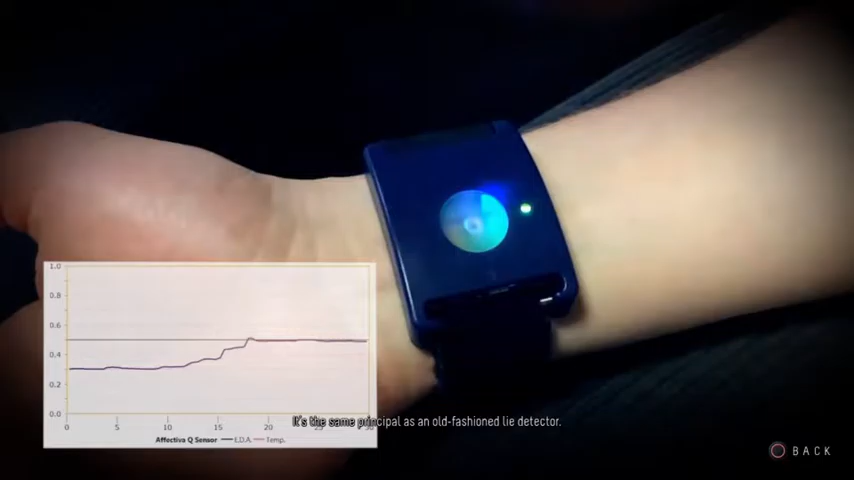 1.0
0.8
0.6
0.4
0.2
0.0
0 5 10 15 20
Affectiva Q Sensor E.D.A. Temp.
It's the same principal as an old-fashioned lie detector.
BACK